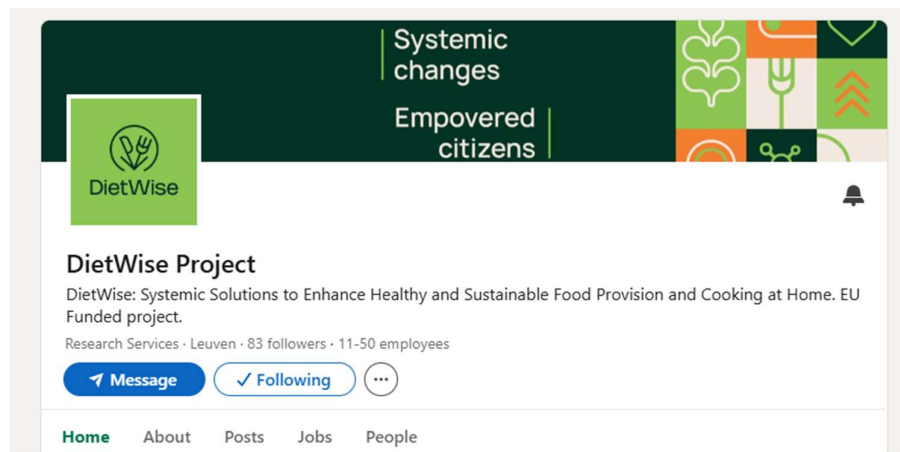 Systemic
changes
Empowered
citizens
DietWise
DietWise Project
DietWise: Systemic Solutions to Enhance Healthy and Sustainable Food Provision and Cooking at Home. EU
Funded project.
Research Services · Leuven · 83 followers · 11-50 employees
Message
Following
Home About Posts Jobs People